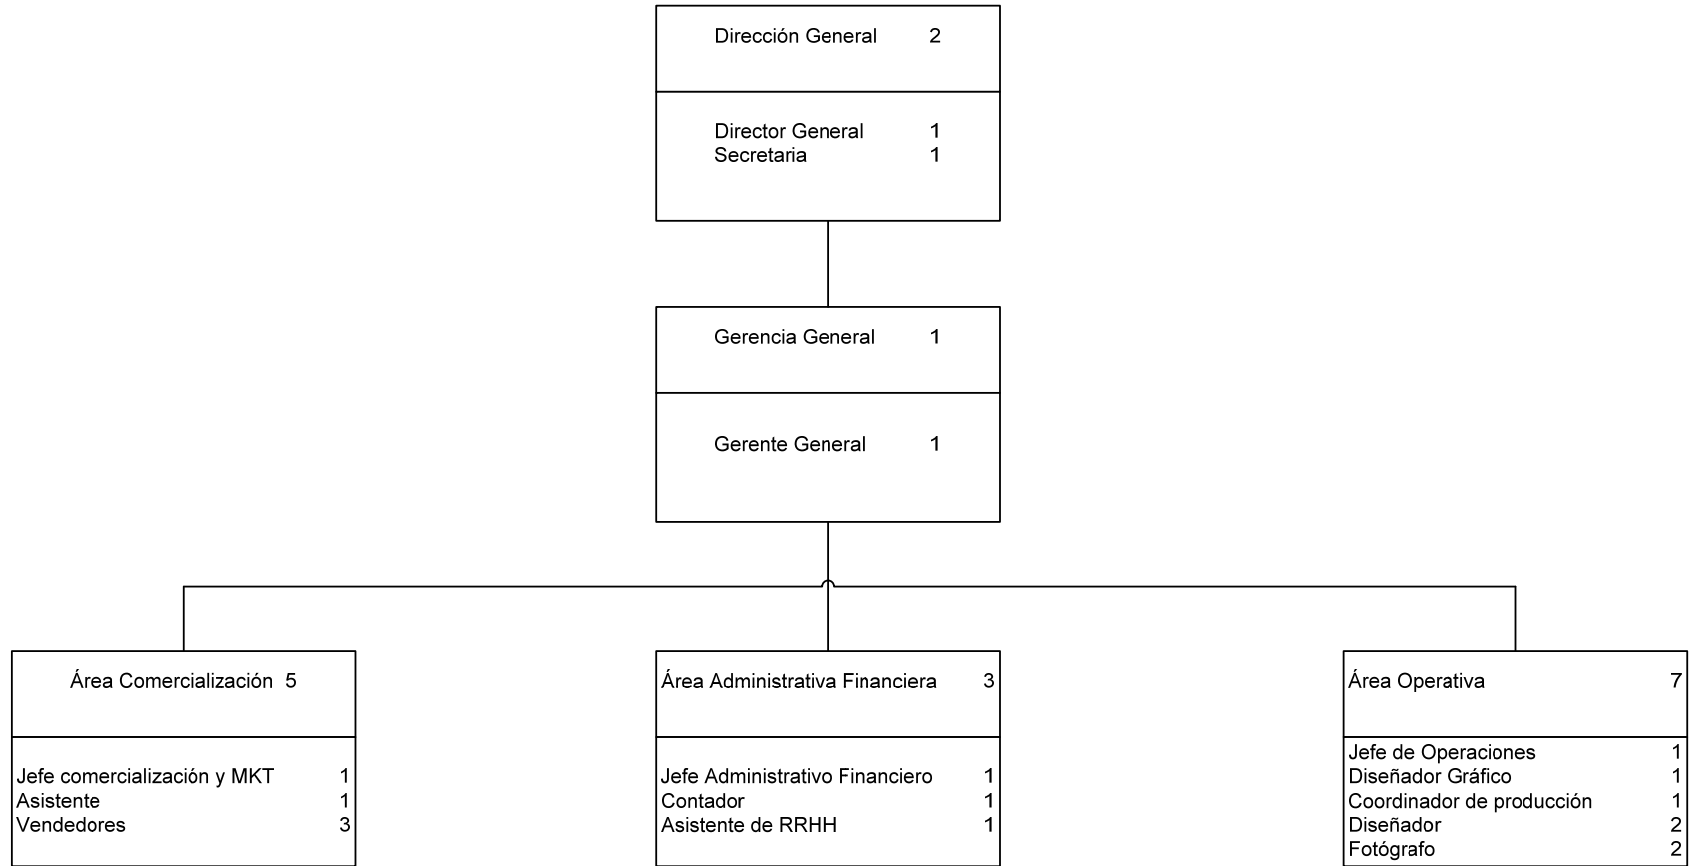 Dirección General 2
Director General 1
Secretaria 1
Gerencia General 1
Gerente General 1
Área Comercialización 5
Jefe comercialización y MKT 1
Asistente 1
Vendedores 3
Área Administrativa Financiera 3
Jefe Administrativo Financiero 1
Contador 1
Asistente de RRHH 1
Área Operativa 7
Jefe de Operaciones 1
Diseñador Gráfico 1
Coordinador de producción 1
Diseñador 2
Fotógrafo 2